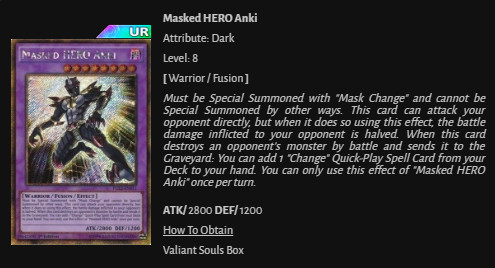 UR
Masked HERO Anki
Masked HERO Anki
Attribute: Dark
Level: 8
[ Warrior / Fusion ]
Must be Special Summoned with "Mask Change" and cannot be
Special Summoned by other ways. This card can attack your
opponent directly, but when it does so using this effect, the battle
damage inflicted to your opponent is halved. When this card
destroys an opponent's monster by battle and sends it to the
Graveyard: You can add 1 "Change" Quick-Play Spell Card from your
Deck to your hand. You can only use this effect of "Masked HERO
Anki" once per turn.
ATK/ 2800 DEF/ 1200
How To Obtain
Valiant Souls Box
[WARRIOR / FUSION / EFFECT]
ATK/2800 DEF/1200